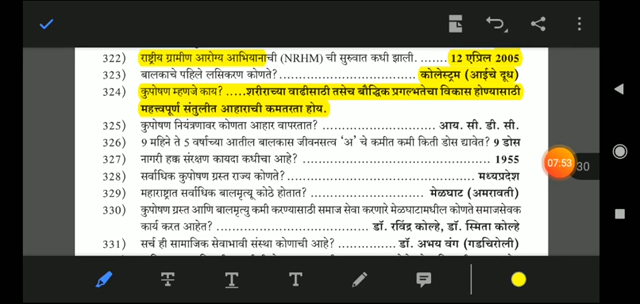 322) राष्ट्रीय ग्रामीण आरोग्य आभियानाची (NRHM) ची सुरुवात कधी झाली. ...... 12 एप्रिल 2005
323) बालकाचे पहिले लसिकरण कोणते? .......................... कोलेस्ट्रम (आईचे दूध)
324) कुपोषण म्हणजे काय? ..... शरीराच्या वाढीसाठी तसेच बौद्धिक प्रगल्भतेचा विकास होण्यासाठी
महत्त्वपूर्ण संतुलीत आहाराची कमतरता होय.
325) कुपोषण नियंत्रणावर कोणता आहार वापरतात? ........................ आय. सी. डी. सी.
326) 9 महिने ते 5 वर्षाच्या आतील बालकास जीवनसत्व 'अ' चे कमीत कमी किती डोस द्यावेत? 9 डोस
327) नागरी हक्क संरक्षण कायदा कधीचा आहे? ........................ 1955
328) सर्वाधिक कुपोषण ग्रस्त राज्य कोणते? ........................ मध्यप्रदेश
329) महाराष्ट्रात सर्वाधिक बालमृत्यु कोठे होतात? ........................ मेळघाट (अमरावती)
330) कुपोषण ग्रस्त आणि बालमृत्यु कमी करण्यासाठी समाज सेवा करणारे मेळघाटामधील कोणते समाजसेवक
कार्य करत आहेत? ........................ डॉ. रविंद्र कोल्हे, डॉ. स्मिता कोल्हे
331) सर्च ही सामाजिक सेवाभावी संस्था कोणाची आहे? ............... डॉ. अभय बंग (गडचिरोली)
07:53
30